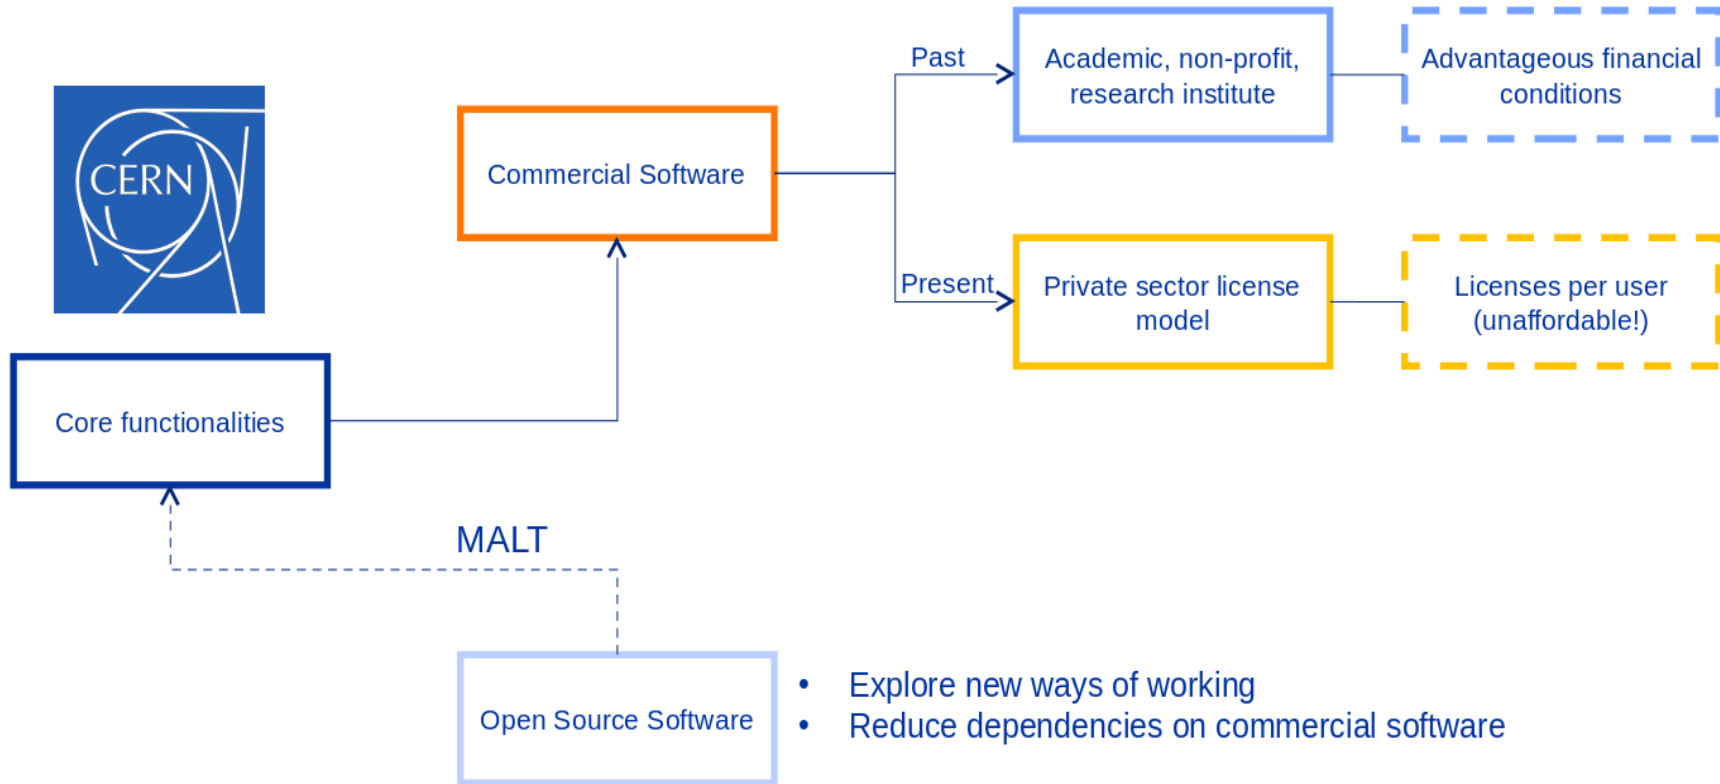 CERN
Core functionalities
Commercial Software
Past
Academic, non-profit,
research institute
Advantageous financial
conditions
Present
Private sector license
model
Licenses per user
(unaffordable!)
MALT
Open Source Software
• Explore new ways of working
• Reduce dependencies on commercial software